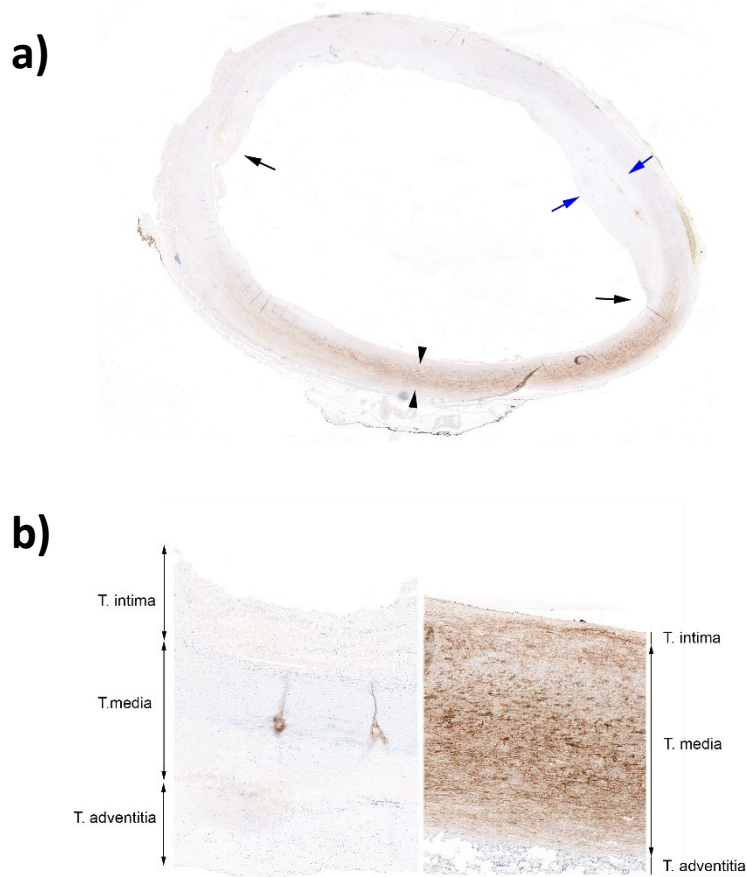 a)
b)
T. intima
T.media
T. adventitia
T. intima
T. media
T. adventitia